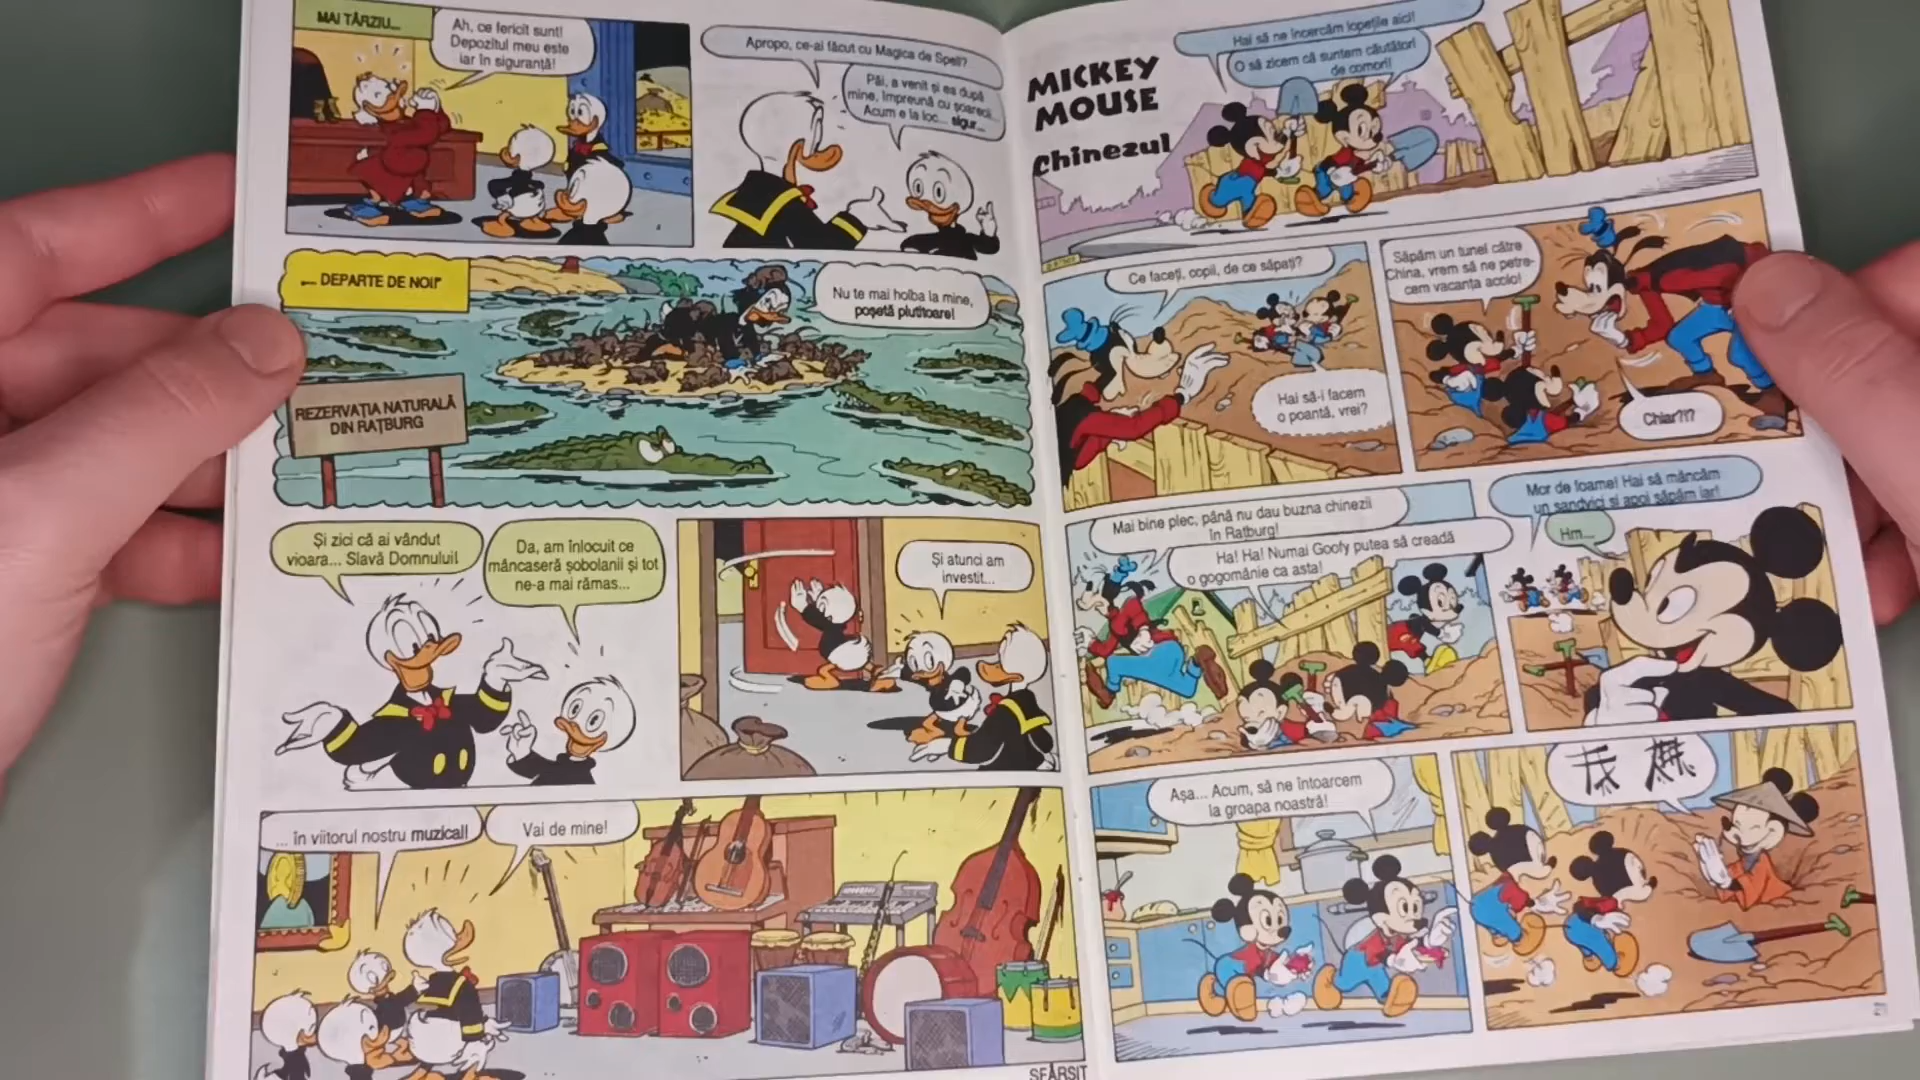 MAI TÂRZIU...
Ah, ce fericit sunt!
Depozitul meu este
iar în siguranță!
Apropo, ce-ai făcut cu Magica de Spell?
Păi, a venit și ea după
mine, împreună cu șoarecii...
Acum e la loc... sigur...
„... DEPARTE DE NOI!”
Nu te mai holba la mine,
poșetă plutitoare!
REZERVAȚIA NATURALĂ
DIN RAȚBURG
Și zici că ai vândut
vioara... Slavă Domnului!
Da, am înlocuit ce
mâncaseră șobolanii și tot
ne-a mai rămas...
Și atunci am
investit...
... în viitorul nostru muzical!
Vai de mine!
SFÂRȘIT
MICKEY
MOUSE
Chinezul
Hai să ne încercăm lopețile aici!
O să zicem că suntem căutători
de comori!
Ce faceți, copii, de ce săpați?
Hai să-i facem
o poantă, vrei?
Săpăm un tunel către
China, vrem să ne petre-
cem vacanța acolo!
Chiar?!?
Mai bine plec, până nu dau buzna chinezii
în Rațburg!
Ha! Ha! Numai Goofy putea să creadă
o gogomănie ca asta!
Mor de foame! Hai să mâncăm
un sandvici și apoi săpăm iar!
Hm...
Așa... Acum, să ne întoarcem
la groapa noastră!